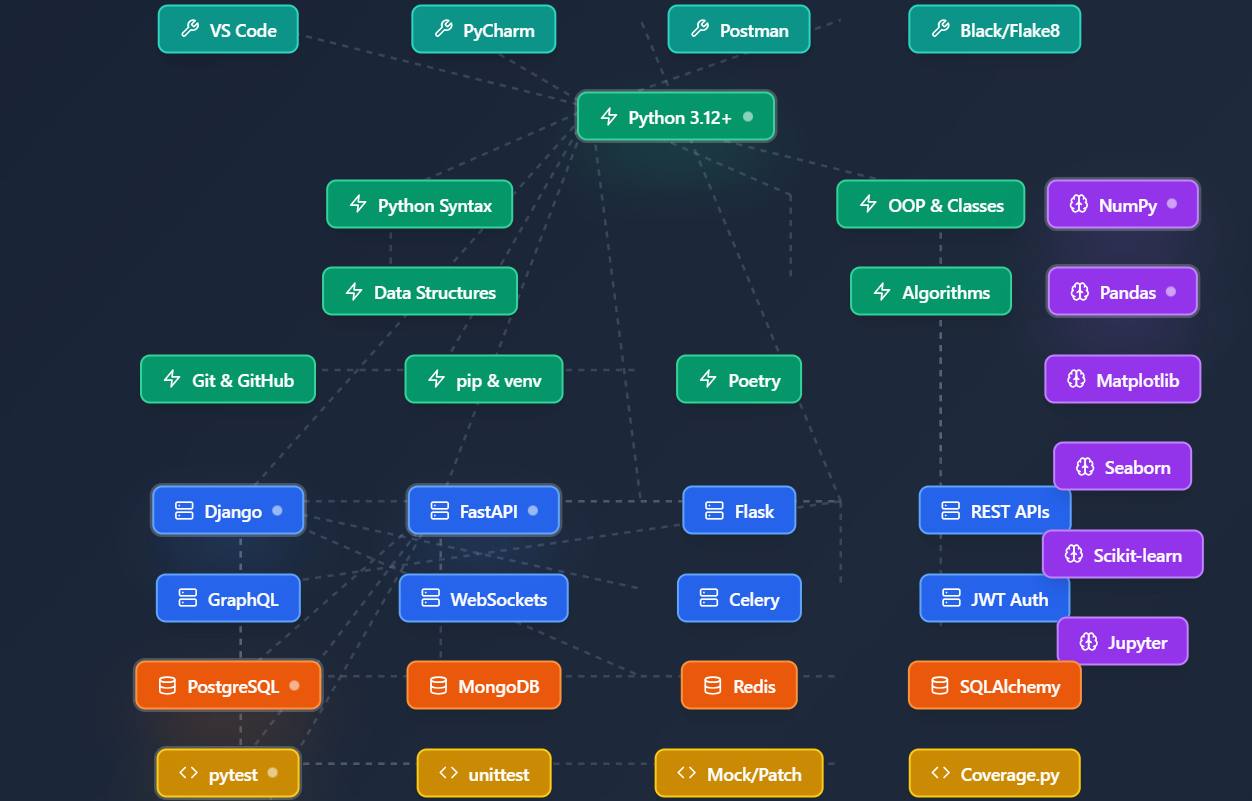 VS Code
PyCharm
Postman
Black/Flake8
Python 3.12+
Python Syntax
OOP & Classes
NumPy
Data Structures
Algorithms
Pandas
Git & GitHub
pip & venv
Poetry
Matplotlib
Seaborn
Django
FastAPI
Flask
REST APIs
Scikit-learn
GraphQL
WebSockets
Celery
JWT Auth
Jupyter
PostgreSQL
MongoDB
Redis
SQLAlchemy
pytest
unittest
Mock/Patch
Coverage.py